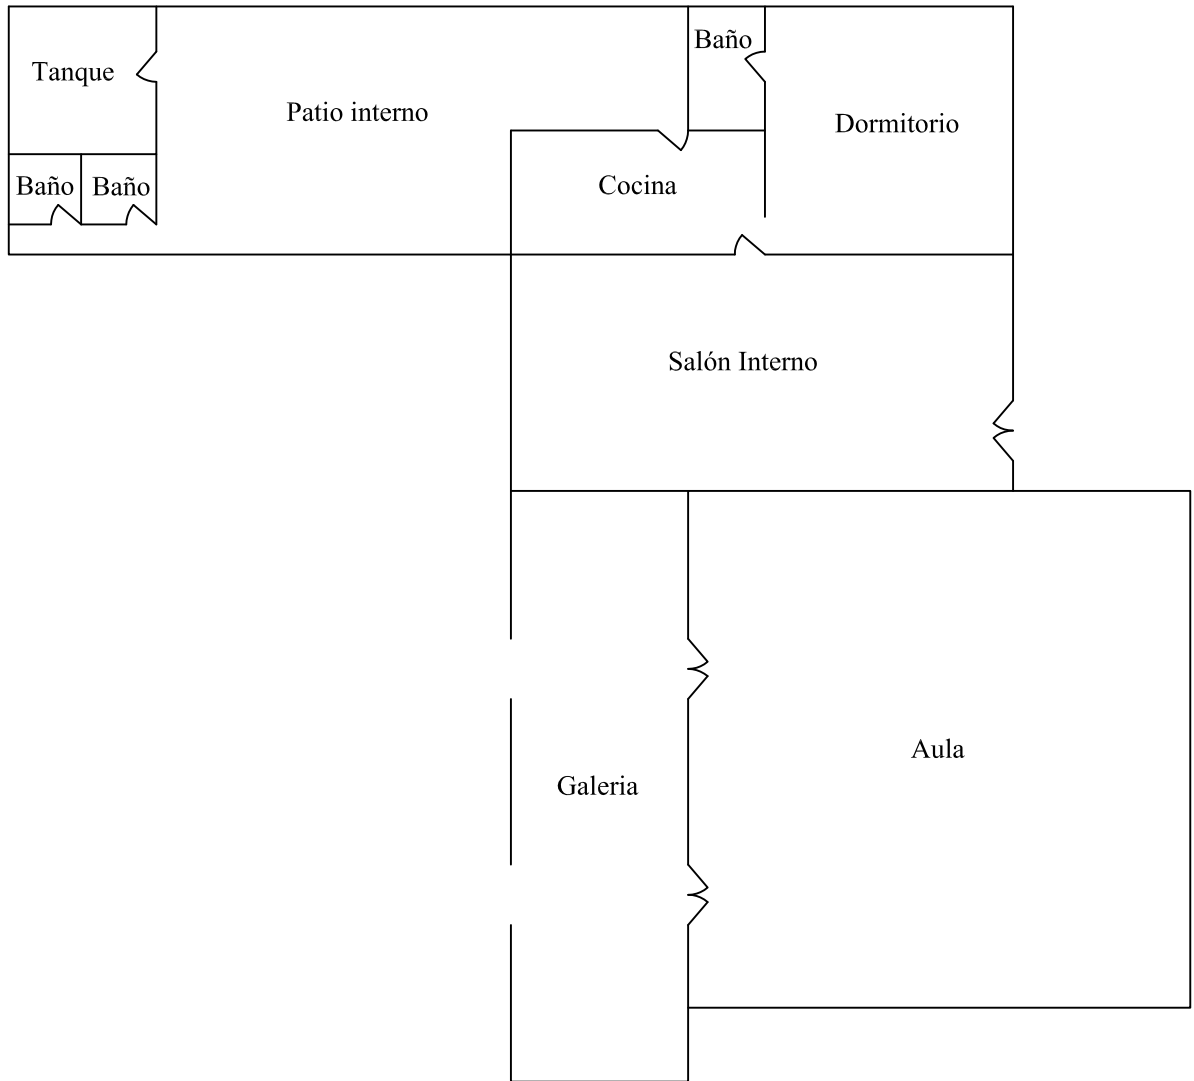 Baño
Tanque
Patio interno
Dormitorio
Baño
Baño
Cocina
Salón Interno
Aula
Galeria